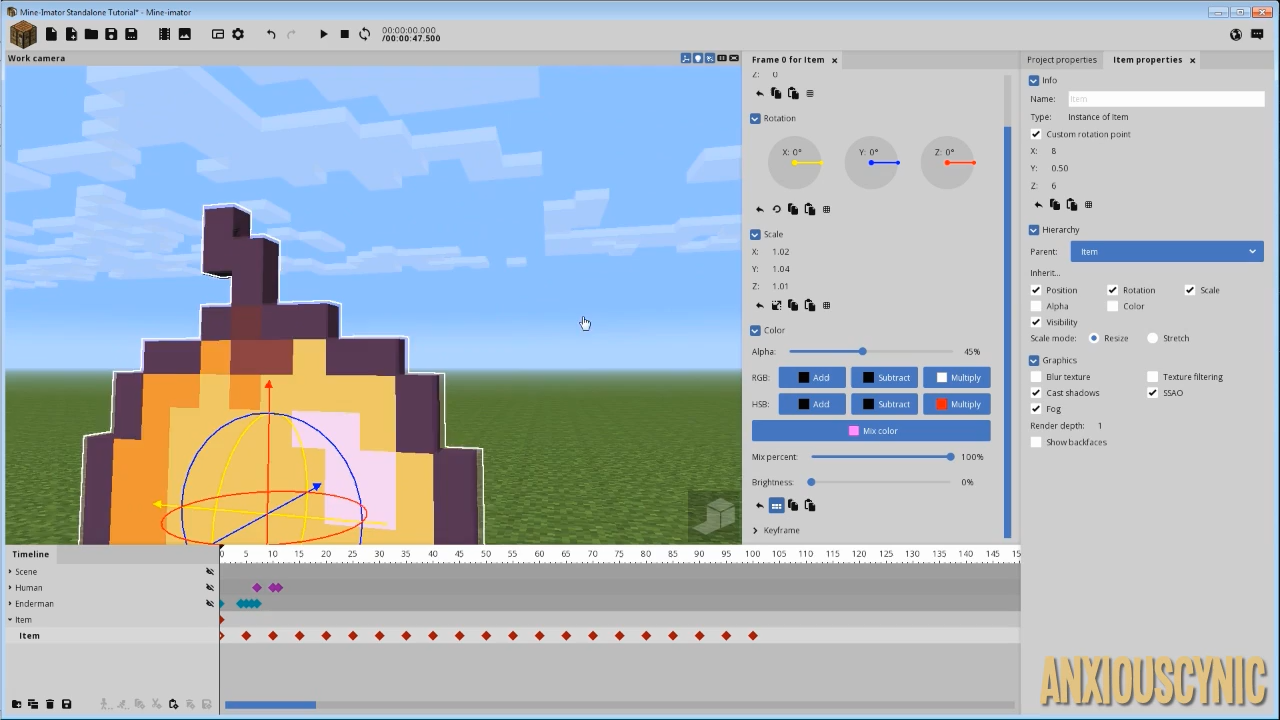 Mine-Imator Standalone Tutorial* - Mine-imator
00:00:00.000
/00:00:47.500
Work camera
Frame 0 for Item
Z: 0
Rotation
X: 0° Y: 0° Z: 0°
Scale
X: 1.02
Y: 1.04
Z: 1.01
Color
Alpha: 45%
RGB: Add Subtract Multiply
HSB: Add Subtract Multiply
Mix color
Mix percent: 100%
Brightness: 0%
Keyframe
Project properties Item properties
Info
Name: Item
Type: Instance of Item
Custom rotation point
X: 8
Y: 0.50
Z: 6
Hierarchy
Parent: Item
Inherit...
Position Rotation Scale
Alpha Color
Visibility
Scale mode: Resize Stretch
Graphics
Blur texture Texture filtering
Cast shadows SSAO
Fog
Render depth: 1
Show backfaces
Timeline
5 10 15 20 25 30 35 40 45 50 55 60 65 70 75 80 85 90 95 100 105 110 115 120 125 130 135 140 145 15
Scene
Human
Enderman
Item
Item
ANXIOUSCYNIC